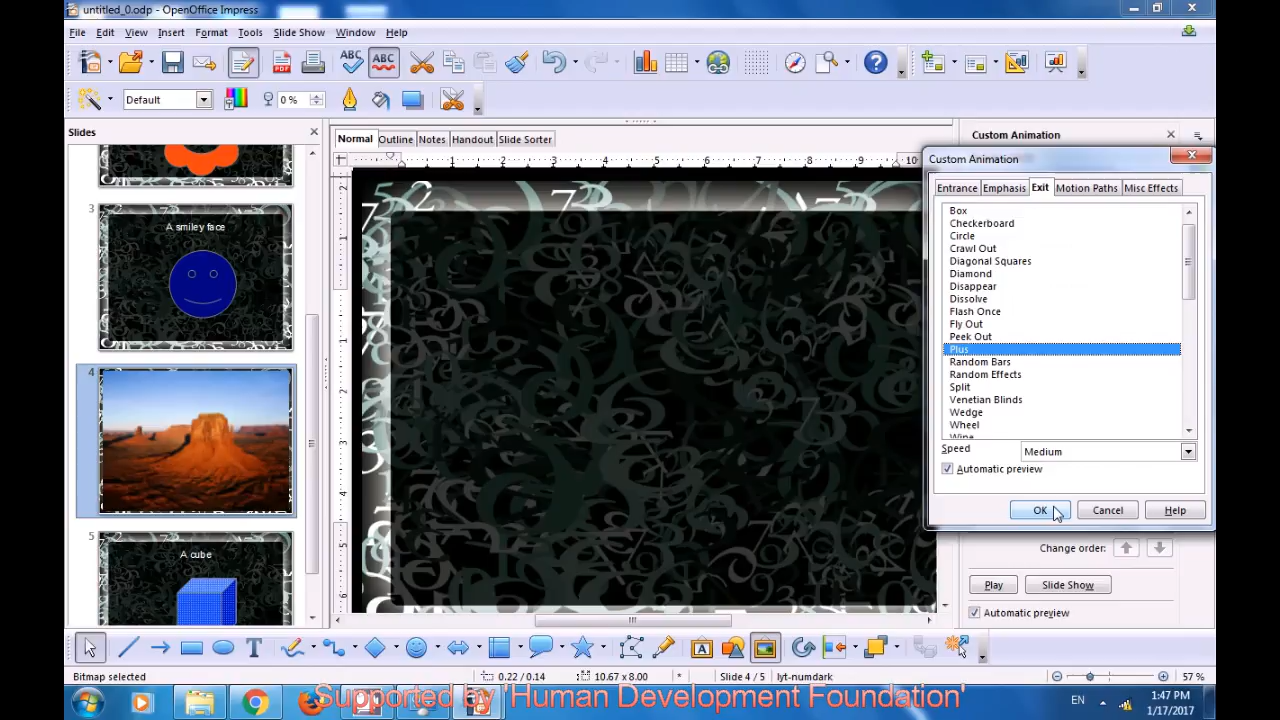 untitled_0.odp - OpenOffice Impress
File Edit View Insert Format Tools Slide Show Window Help
Default 0 %
Slides
Normal Outline Notes Handout Slide Sorter
Custom Animation
Custom Animation
Entrance Emphasis Exit Motion Paths Misc Effects
Box
Checkerboard
Circle
Crawl Out
Diagonal Squares
Diamond
Disappear
Dissolve
Flash Once
Fly Out
Peek Out
Plus
Random Bars
Random Effects
Split
Venetian Blinds
Wedge
Wheel
Speed Medium
Automatic preview
OK Cancel Help
Change order:
Play Slide Show
Automatic preview
3
A smiley face
4
5
A cube
Bitmap selected 0.22 / 0.14 10.67 x 8.00 * Slide 4 / 5 lyt-numdark 57 %
Supported by 'Human Development Foundation'
EN
1:47 PM
1/17/2017